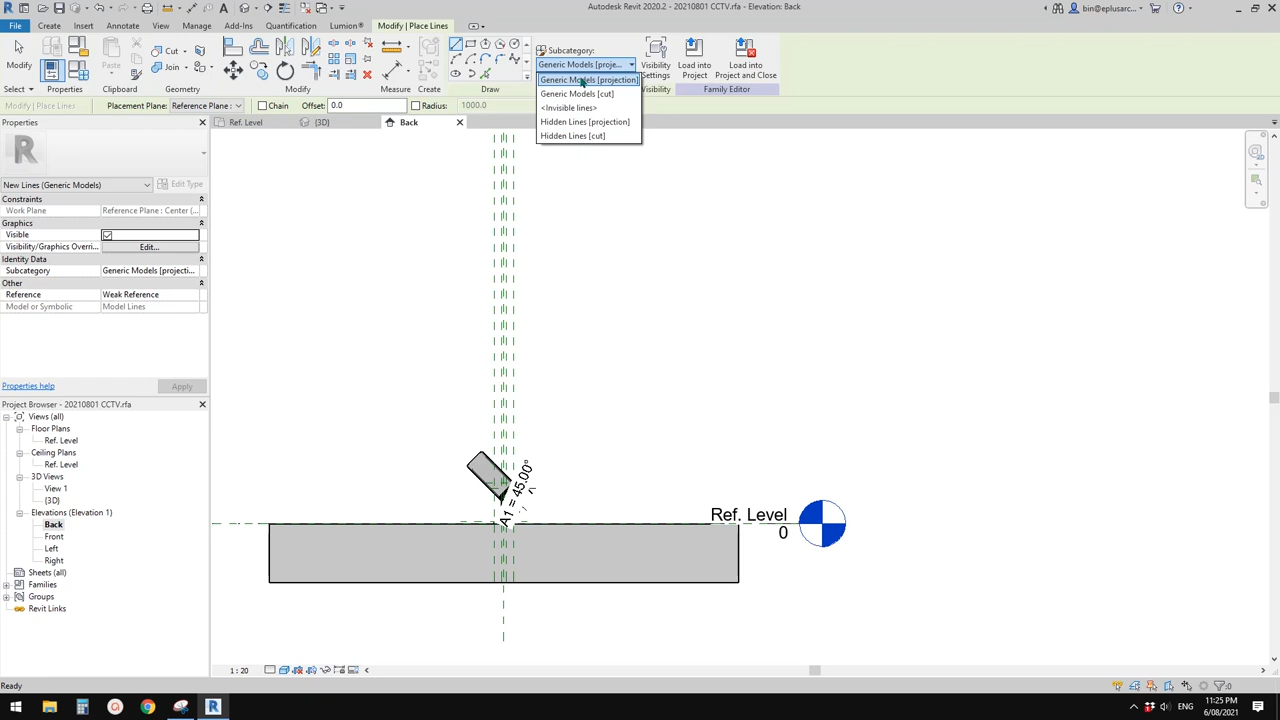 Autodesk Revit 2020.2 - 20210801 CCTV.rfa - Elevation: Back
bin@eplusarc...
File Create Insert Annotate View Manage Add-Ins Quantification Lumion® Modify | Place Lines
Modify
Cut
Join
Subcategory:
Generic Models [proje...
Visibility Settings
Load into Project
Load into Project and Close
Select Properties Clipboard Geometry Modify Measure Create Draw Visibility Family Editor
Generic Models [projection]
Generic Models [cut]
<Invisible lines>
Hidden Lines [projection]
Hidden Lines [cut]
Modify | Place Lines Placement Plane: Reference Plane : Chain Offset: 0.0 Radius: 1000.0
Properties
Ref. Level {3D} Back
New Lines (Generic Models) Edit Type
Constraints
Work Plane Reference Plane : Center (...
Graphics
Visible
Visibility/Graphics Overri... Edit...
Identity Data
Subcategory Generic Models [projecti...
Other
Reference Weak Reference
Model or Symbolic Model Lines
Properties help Apply
Project Browser - 20210801 CCTV.rfa
Views (all)
Floor Plans
Ref. Level
Ceiling Plans
Ref. Level
3D Views
View 1
{3D}
Elevations (Elevation 1)
Back
Front
Left
Right
Sheets (all)
Families
Groups
Revit Links
A1 = 45.00°
Ref. Level
0
1 : 20
Ready
:0
ENG
11:25 PM
6/08/2021